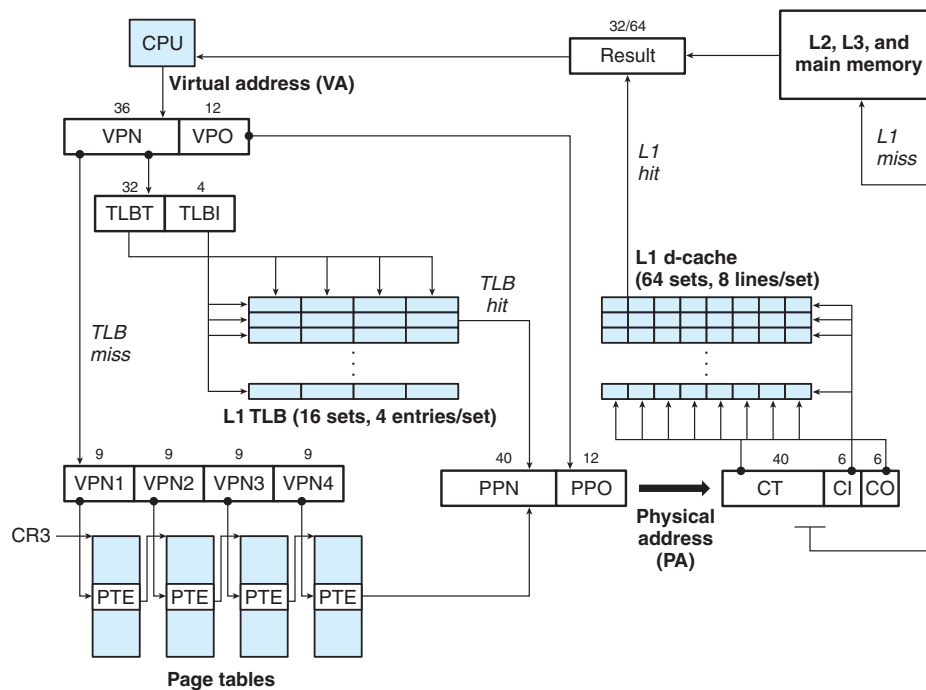 32/64
CPU
Result
L2, L3, and
main memory
Virtual address (VA)
36
12
VPN
VPO
L1
hit
L1
miss
32
4
TLBT
TLBI
L1 d-cache
(64 sets, 8 lines/set)
TLB
hit
TLB
miss
. . .
. . .
L1 TLB (16 sets, 4 entries/set)
9
9
9
9
40
12
40
6
6
VPN1
VPN2
VPN3
VPN4
PPN
PPO
CT
CI
CO
Physical
address
(PA)
CR3
PTE
PTE
PTE
PTE
Page tables